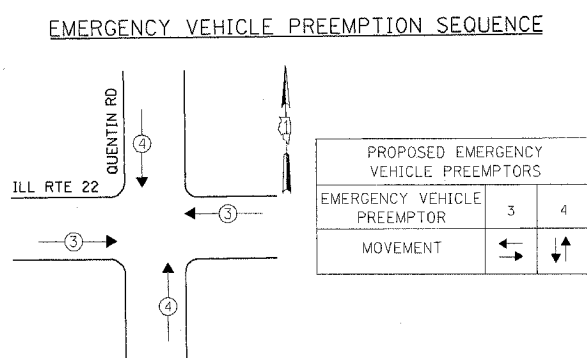 EMERGENCY VEHICLE PREEMPTION SEQUENCE
QUENTIN RD
4
ILL RTE 22
3
3
4
PROPOSED EMERGENCY
VEHICLE PREEMPTORS
EMERGENCY VEHICLE
PREEMPTOR
3
4
MOVEMENT